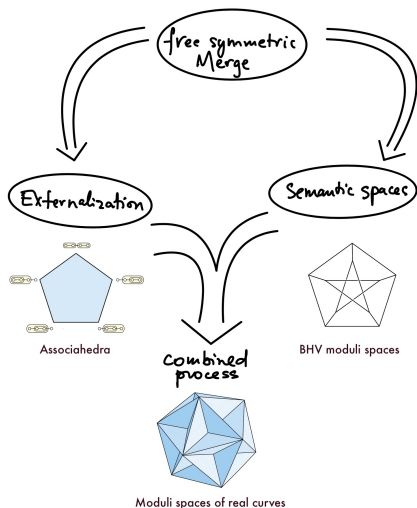 free symmetric
Merge
Externalization
Semantic spaces
Associahedra
BHV moduli spaces
combined
process
Moduli spaces of real curves